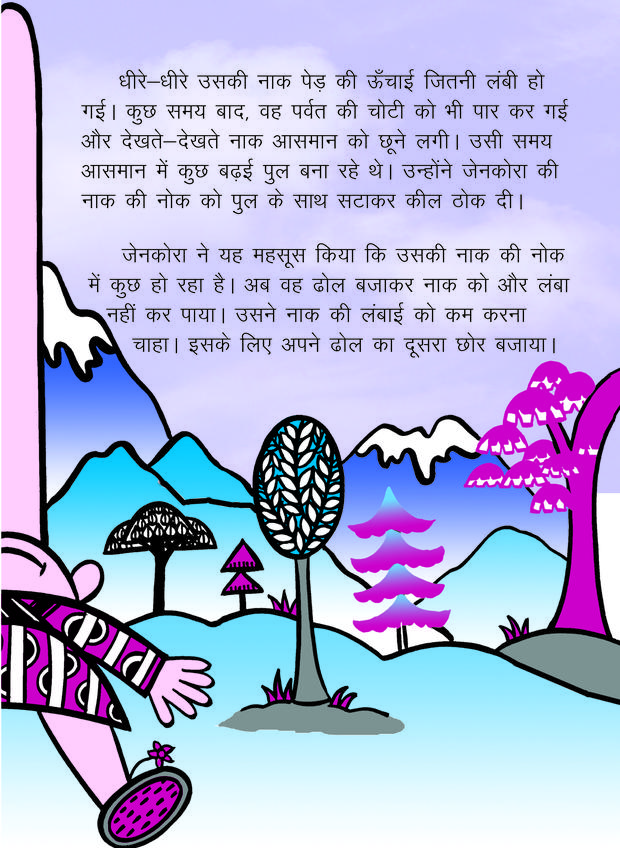 धीरे–धीरे उसकी नाक पेड़ की ऊँचाई जितनी लंबी हो
गई। कुछ समय बाद, वह पर्वत की चोटी को भी पार कर गई
और देखते–देखते नाक आसमान को छूने लगी। उसी समय
आसमान में कुछ बढ़ई पुल बना रहे थे। उन्होंने जेनकोरा की
नाक की नोक को पुल के साथ सटाकर कील ठोक दी।
जेनकोरा ने यह महसूस किया कि उसकी नाक की नोक
में कुछ हो रहा है। अब वह ढोल बजाकर नाक को और लंबा
नहीं कर पाया। उसने नाक की लंबाई को कम करना
चाहा। इसके लिए अपने ढोल का दूसरा छोर बजाया।